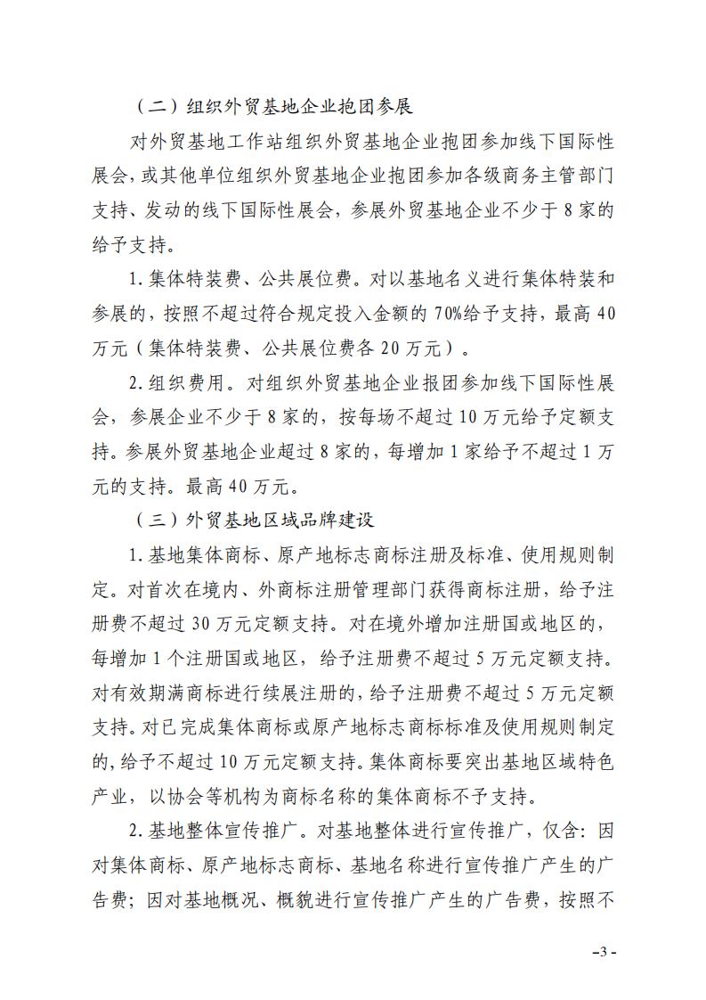 （二）组织外贸基地企业抱团参展
对外贸基地工作站组织外贸基地企业抱团参加线下国际性
展会，或其他单位组织外贸基地企业抱团参加各级商务主管部门
支持、发动的线下国际性展会，参展外贸基地企业不少于 8 家的
给予支持。
1. 集体特装费、公共展位费。对以基地名义进行集体特装和
参展的，按照不超过符合规定投入金额的 70%给予支持，最高 40
万元（集体特装费、公共展位费各 20 万元）。
2. 组织费用。对组织外贸基地企业报团参加线下国际性展
会，参展企业不少于 8 家的，按每场不超过 10 万元给予定额支
持。参展外贸基地企业超过 8 家的，每增加 1 家给予不超过 1 万
元的支持。最高 40 万元。
（三）外贸基地区域品牌建设
1. 基地集体商标、原产地标志商标注册及标准、使用规则制
定。对首次在境内、外商标注册管理部门获得商标注册，给予注
册费不超过 30 万元定额支持。对在境外增加注册国或地区的，
每增加 1 个注册国或地区，给予注册费不超过 5 万元定额支持。
对有效期满商标进行续展注册的，给予注册费不超过 5 万元定额
支持。对已完成集体商标或原产地标志商标标准及使用规则制定
的，给予不超过 10 万元定额支持。集体商标要突出基地区域特色
产业，以协会等机构为商标名称的集体商标不予支持。
2. 基地整体宣传推广。对基地整体进行宣传推广，仅含：因
对集体商标、原产地标志商标、基地名称进行宣传推广产生的广
告费；因对基地概况、概貌进行宣传推广产生的广告费，按照不
-3 -